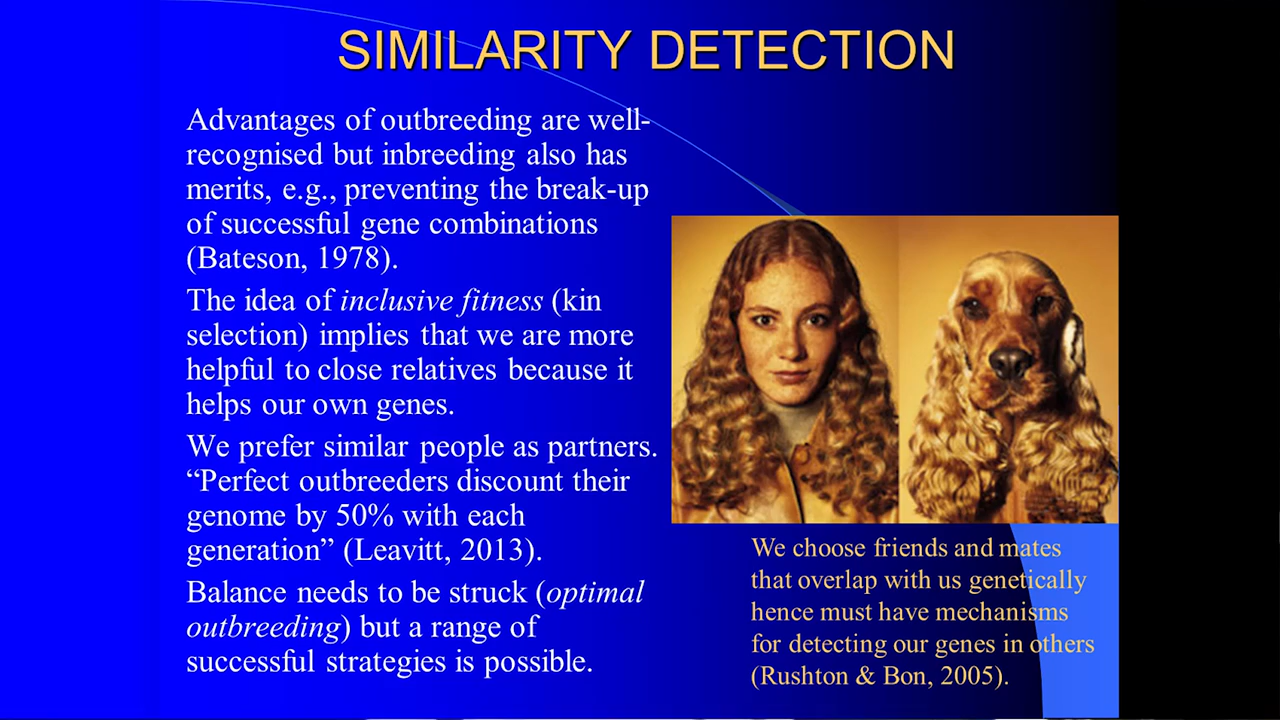 SIMILARITY DETECTION
Advantages of outbreeding are well-
recognised but inbreeding also has
merits, e.g., preventing the break-up
of successful gene combinations
(Bateson, 1978).
The idea of inclusive fitness (kin
selection) implies that we are more
helpful to close relatives because it
helps our own genes.
We prefer similar people as partners.
“Perfect outbreeders discount their
genome by 50% with each
generation” (Leavitt, 2013).
Balance needs to be struck (optimal
outbreeding) but a range of
successful strategies is possible.
We choose friends and mates
that overlap with us genetically
hence must have mechanisms
for detecting our genes in others
(Rushton & Bon, 2005).